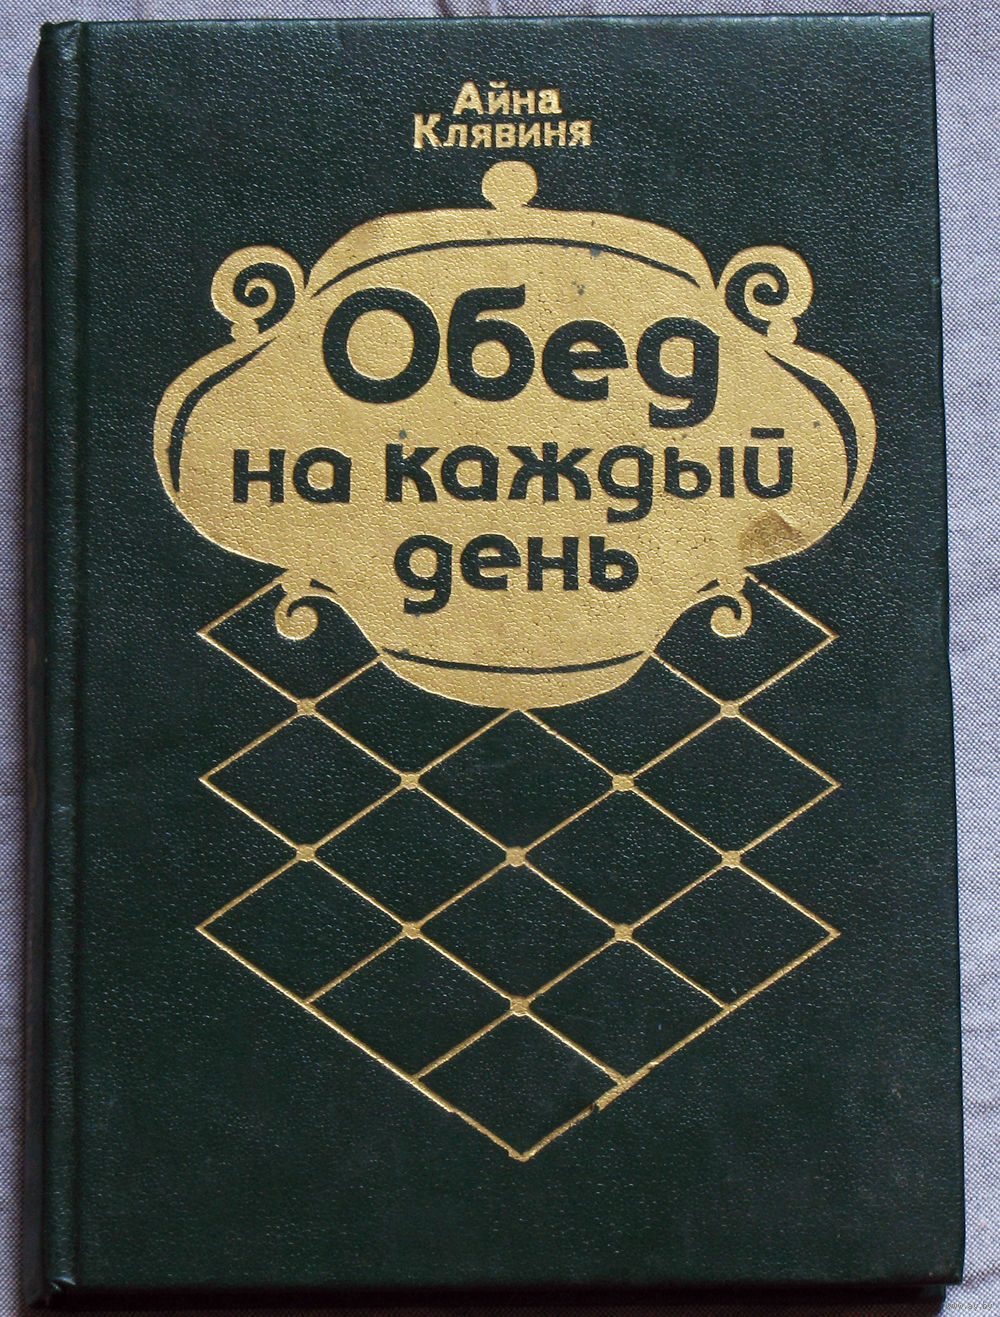 Айна
Клявиня
Обед
на каждый
день